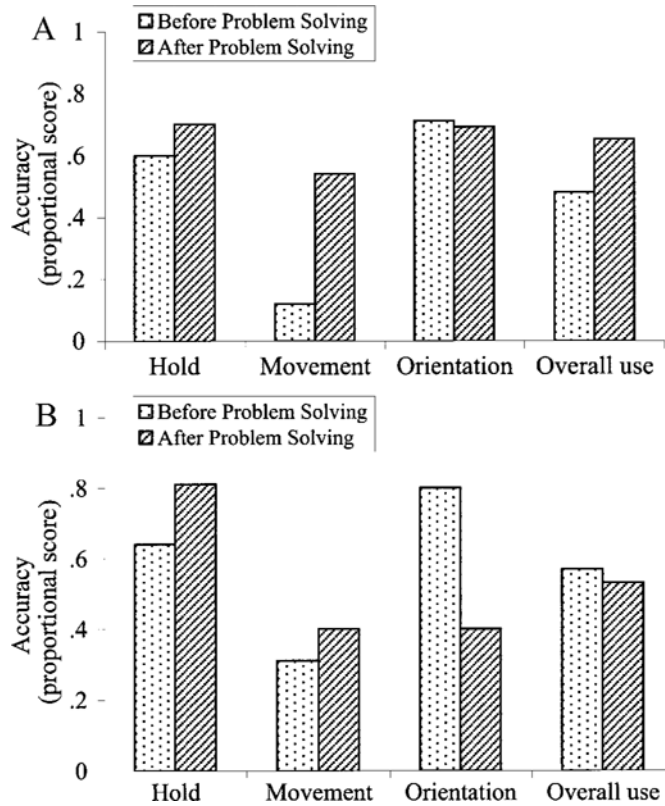 A
Before Problem Solving
After Problem Solving
1
.8
.6
.4
.2
0
Accuracy
(proportional score)
Hold Movement Orientation Overall use
B
Before Problem Solving
After Problem Solving
1
.8
.6
.4
.2
0
Accuracy
(proportional score)
Hold Movement Orientation Overall use